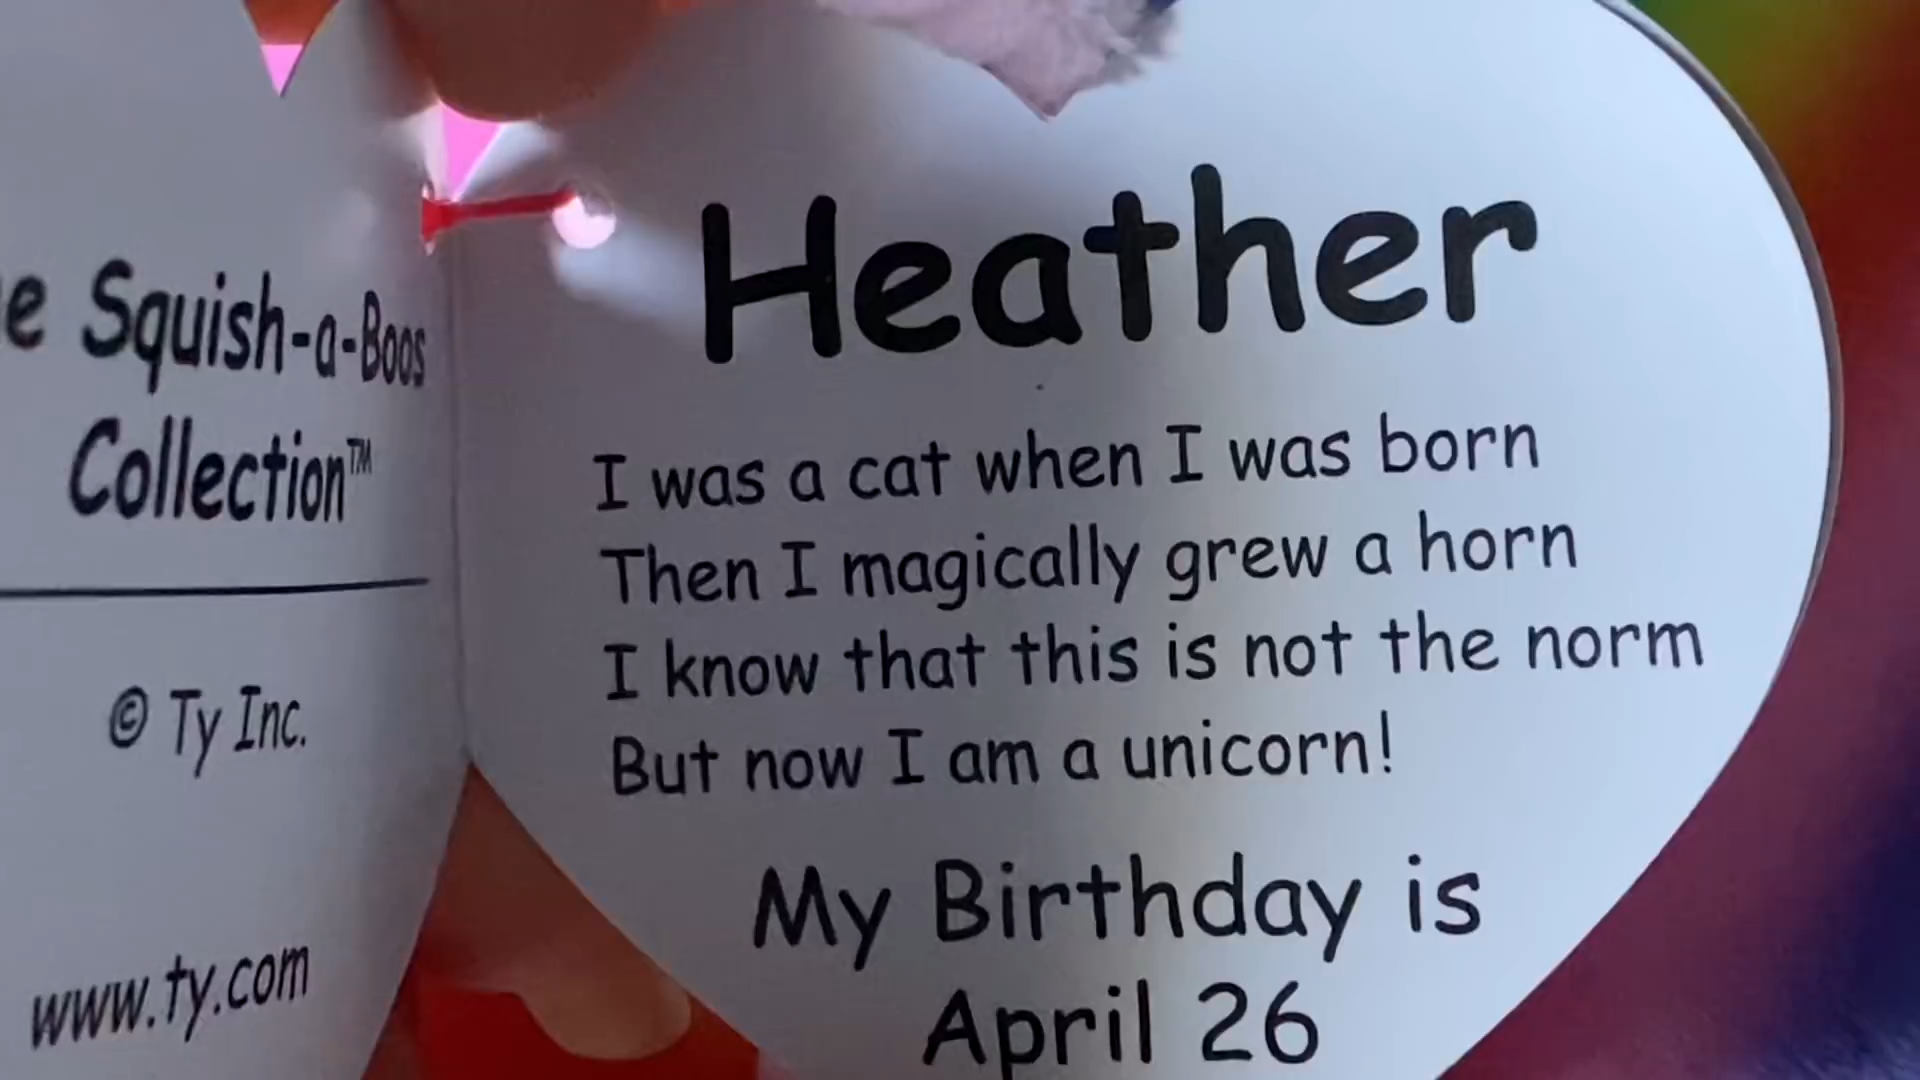 e Squish-a-Boos
Collection™
© Ty Inc.
www.ty.com
Heather
I was a cat when I was born
Then I magically grew a horn
I know that this is not the norm
But now I am a unicorn!
My Birthday is
April 26